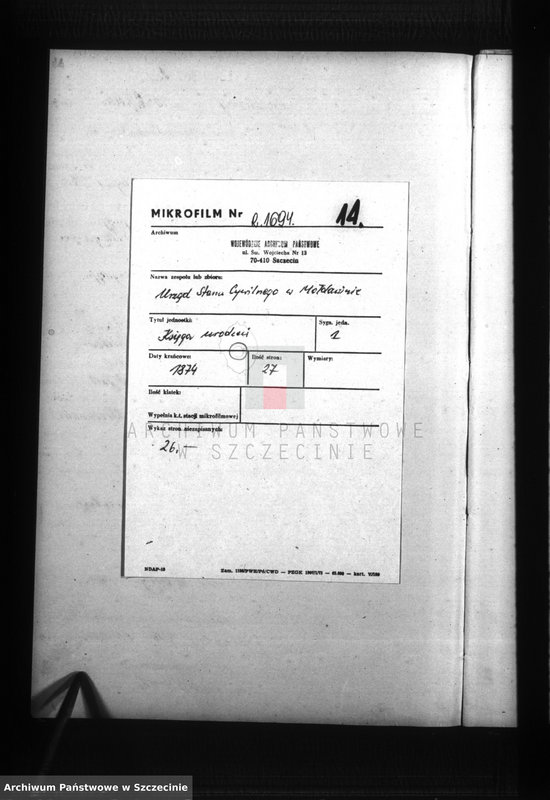 MIKROFILM Nr R. 1694. 14.
Archiwum
WOJEWÓDZKIE ARCHIWUM PAŃSTWOWE
ul. Św. Wojciecha Nr 13
70-410 Szczecin
Nazwa zespołu lub zbioru:
Urząd Stanu Cywilnego w
Tytuł jednostki
Księga urodzeń
Sygn. jedn.
1
Daty krańcowe:
1874
Ilość stron:
27
Wymiary:
Ilość klatek:
Wypełnia k.t. stacji mikrofilmowej
Wykaz stron niezapisanych:
26.—
ARCHIWUM PAŃSTWOWE
W SZCZECINIE
NDAP-10
Archiwum Państwowe w Szczecinie